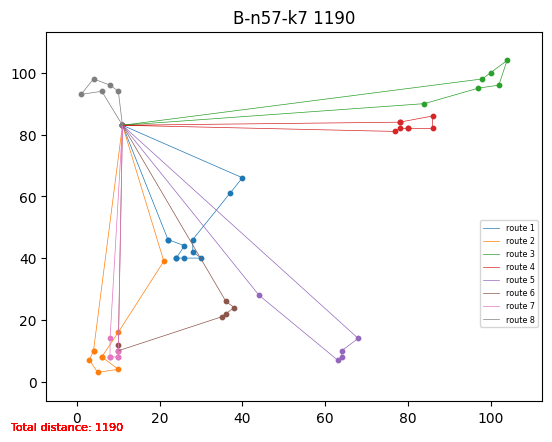 B-n57-k7 1190
100
80
60
40
20
0
0
20
40
60
80
100
route 1
route 2
route 3
route 4
route 5
route 6
route 7
route 8
Total distance: 1190